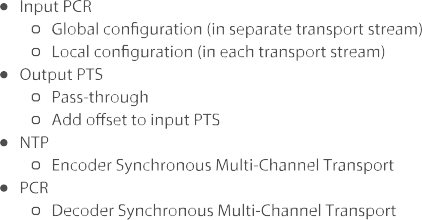 ● Input PCR
o Global configuration (in separate transport stream)
o Local configuration (in each transport stream)
● Output PTS
o Pass-through
o Add offset to input PTS
● NTP
o Encoder Synchronous Multi-Channel Transport
● PCR
o Decoder Synchronous Multi-Channel Transport